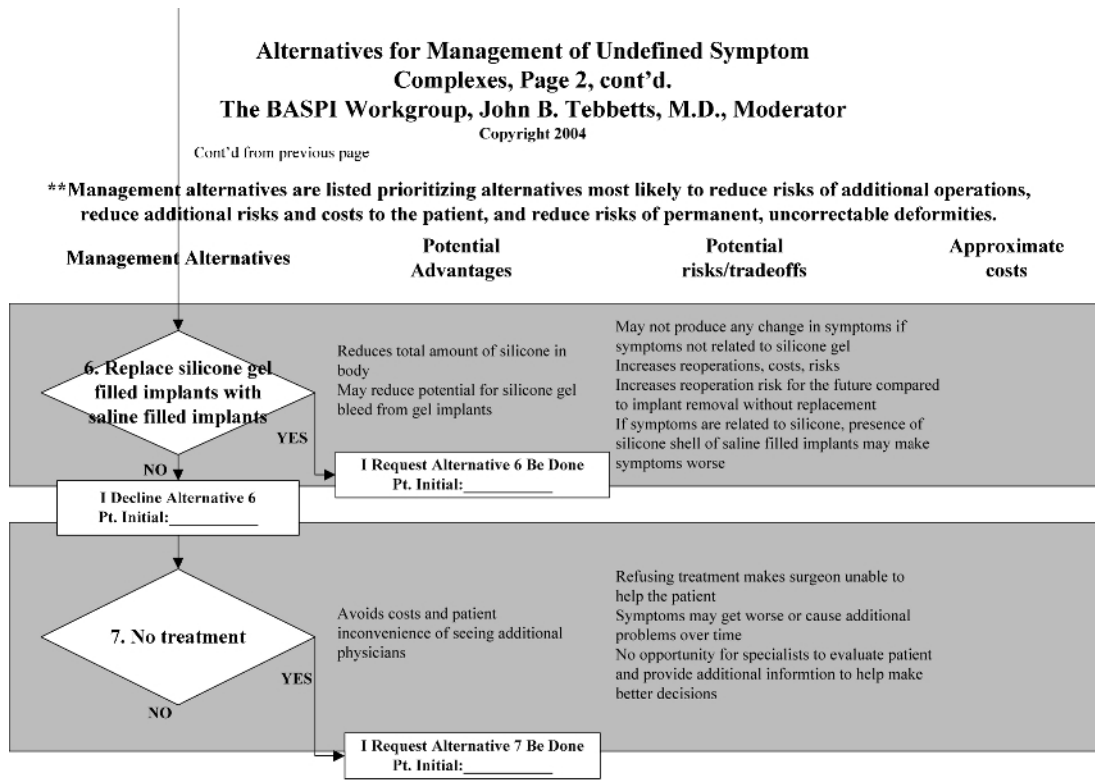 Alternatives for Management of Undefined Symptom
Complexes, Page 2, cont'd.
The BASPI Workgroup, John B. Tebbetts, M.D., Moderator
Copyright 2004
Cont'd from previous page
**Management alternatives are listed prioritizing alternatives most likely to reduce risks of additional operations,
reduce additional risks and costs to the patient, and reduce risks of permanent, uncorrectable deformities.
Management Alternatives
Potential
Advantages
Potential
risks/tradeoffs
Approximate
costs
6. Replace silicone gel
filled implants with
saline filled implants
YES
NO
Reduces total amount of silicone in
body
May reduce potential for silicone gel
bleed from gel implants
May not produce any change in symptoms if
symptoms not related to silicone gel
Increases reoperations, costs, risks
Increases reoperation risk for the future compared
to implant removal without replacement
If symptoms are related to silicone, presence of
silicone shell of saline filled implants may make
symptoms worse
I Request Alternative 6 Be Done
Pt. Initial:___________
I Decline Alternative 6
Pt. Initial:___________
7. No treatment
YES
NO
Avoids costs and patient
inconvenience of seeing additional
physicians
Refusing treatment makes surgeon unable to
help the patient
Symptoms may get worse or cause additional
problems over time
No opportunity for specialists to evaluate patient
and provide additional informtion to help make
better decisions
I Request Alternative 7 Be Done
Pt. Initial:___________